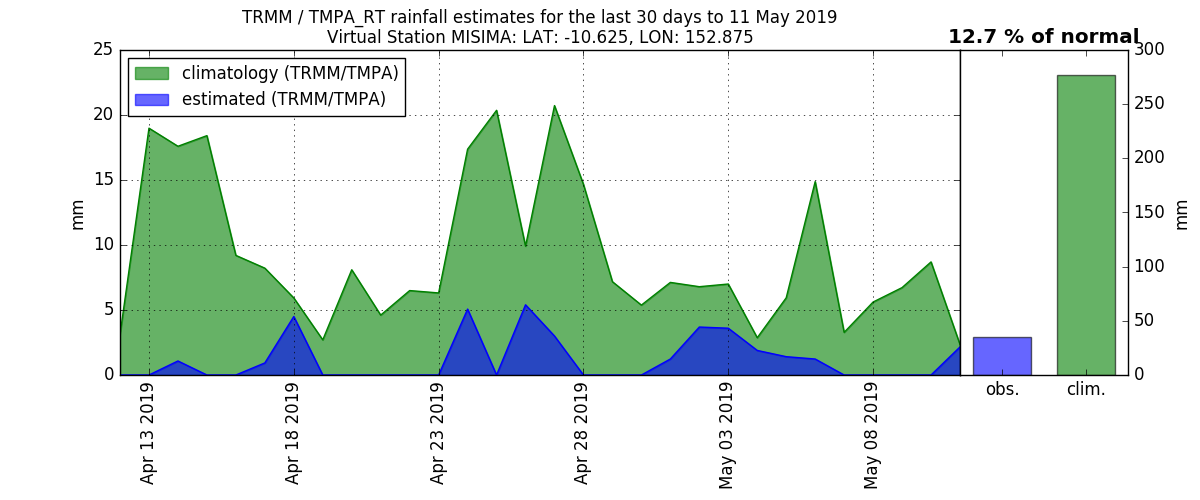 TRMM / TMPA_RT rainfall estimates for the last 30 days to 11 May 2019
Virtual Station MISIMA: LAT: -10.625, LON: 152.875
12.7 % of normal
climatology (TRMM/TMPA)
estimated (TRMM/TMPA)
25
20
15
10
5
0
mm
Apr 13 2019
Apr 18 2019
Apr 23 2019
Apr 28 2019
May 03 2019
May 08 2019
300
250
200
150
100
50
0
mm
obs.
clim.